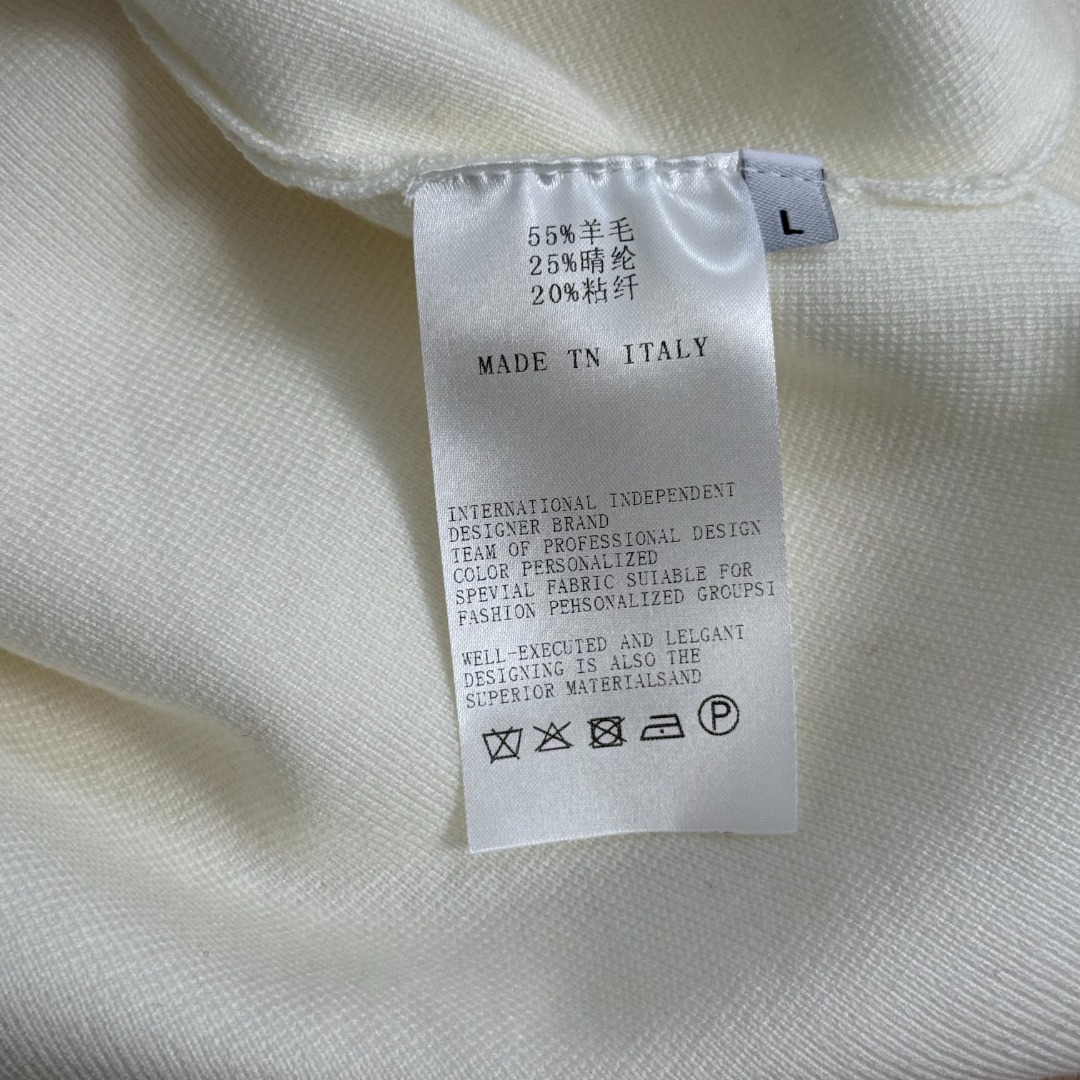 L
55%羊毛
25%晴纶
20%粘纤
MADE TN ITALY
INTERNATIONAL INDEPENDENT
DESIGNER BRAND
TEAM OF PROFESSIONAL DESIGN
COLOR PERSONALIZED
SPEVIAL FABRIC SUIABLE FOR
FASHION PEHSONALIZED GROUPSI
WELL-EXECUTED AND LELGANT
DESIGNING IS ALSO THE
SUPERIOR MATERIALSAND
P